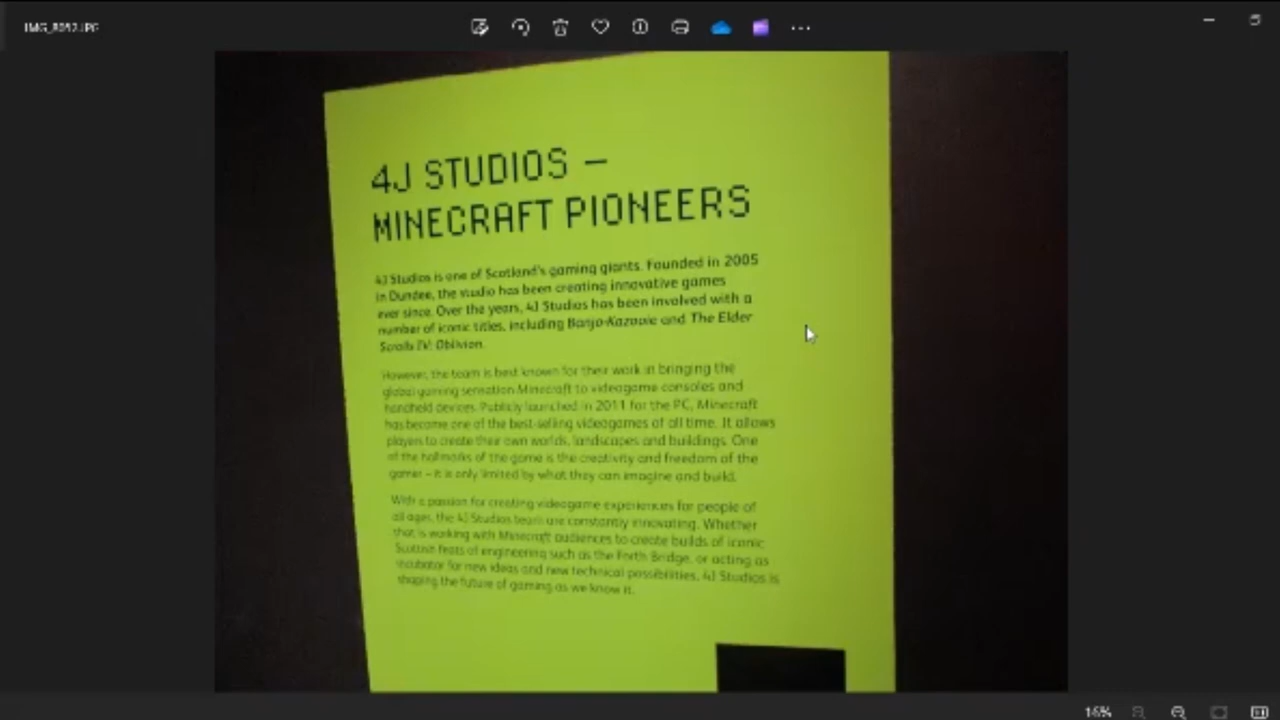 IMG_8092.JPG
4J STUDIOS –
MINECRAFT PIONEERS
4J Studios is one of Scotland's gaming giants. Founded in 2005
in Dundee, the studio has been creating innovative games
ever since. Over the years, 4J Studios has been involved with a
number of iconic titles, including Banjo-Kazooie and The Elder
Scrolls IV: Oblivion.
However, the team is best known for their work in bringing the
global gaming sensation Minecraft to videogame consoles and
handheld devices. Publicly launched in 2011 for the PC, Minecraft
has become one of the best-selling videogames of all time. It allows
players to create their own worlds, landscapes and buildings. One
of the hallmarks of the game is the creativity and freedom of the
gamer – it is only limited by what they can imagine and build.
With a passion for creating videogame experiences for people of
all ages, the 4J Studios team are constantly innovating. Whether
that is working with Minecraft audiences to create builds of iconic
Scottish feats of engineering such as the Forth Bridge, or acting as
incubator for new ideas and new technical possibilities, 4J Studios is
shaping the future of gaming as we know it.
16%